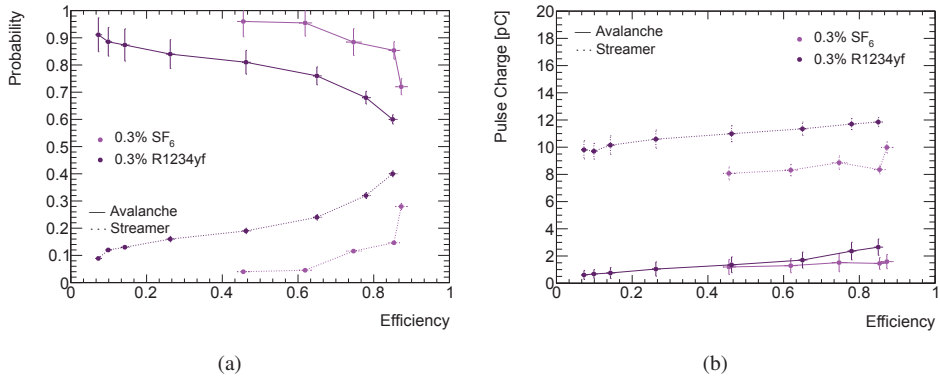 Probability
1
0.9
0.8
0.7
0.6
0.5
0.4
0.3
0.2
0.1
0
0.3% SF6
0.3% R1234yf
Avalanche
Streamer
0 0.2 0.4 0.6 0.8 1
Efficiency
(a)
Pulse Charge [pC]
20
18
16
14
12
10
8
6
4
2
0
Avalanche
Streamer
0.3% SF6
0.3% R1234yf
0 0.2 0.4 0.6 0.8 1
Efficiency
(b)